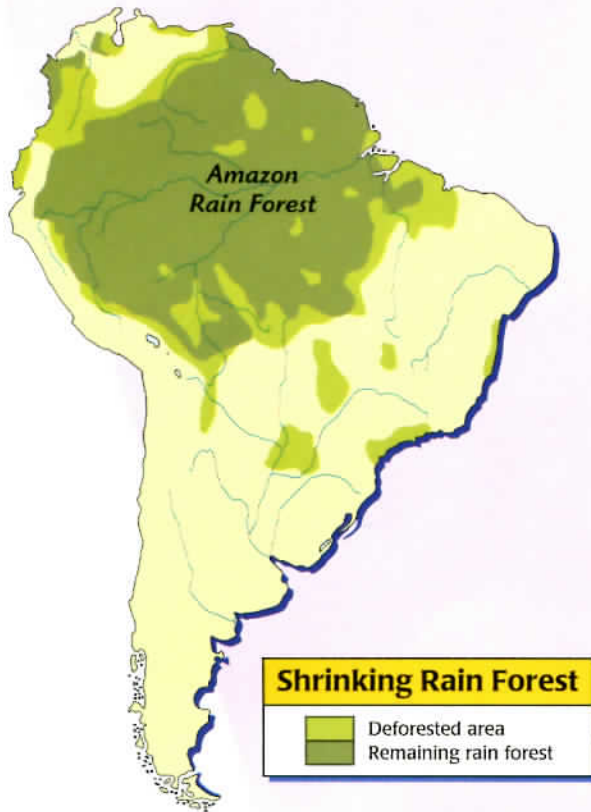 Amazon
Rain Forest
Shrinking Rain Forest
Deforested area
Remaining rain forest